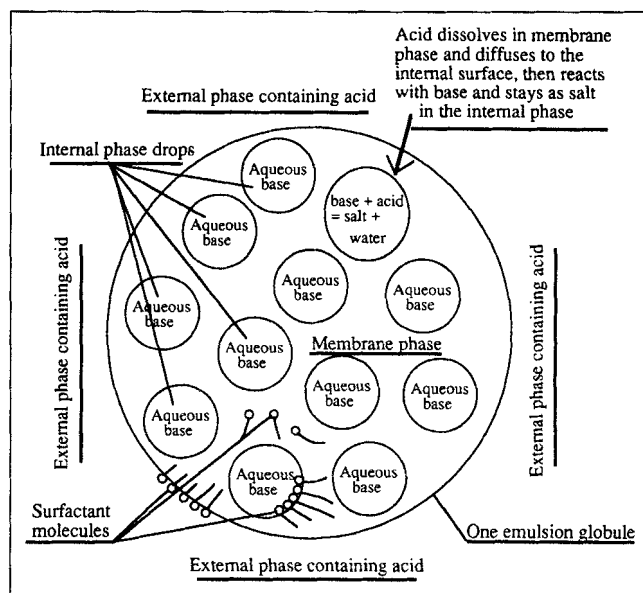 Acid dissolves in membrane
phase and diffuses to the
internal surface, then reacts
with base and stays as salt
in the internal phase
External phase containing acid
Internal phase drops
Aqueous
base
base + acid
= salt +
water
Aqueous
base
Aqueous
base
Aqueous
base
Aqueous
base
External phase containing acid
External phase containing acid
Aqueous
base
Membrane phase
Aqueous
base
Aqueous
base
Aqueous
base
Aqueous
base
Aqueous
base
Surfactant
molecules
One emulsion globule
External phase containing acid